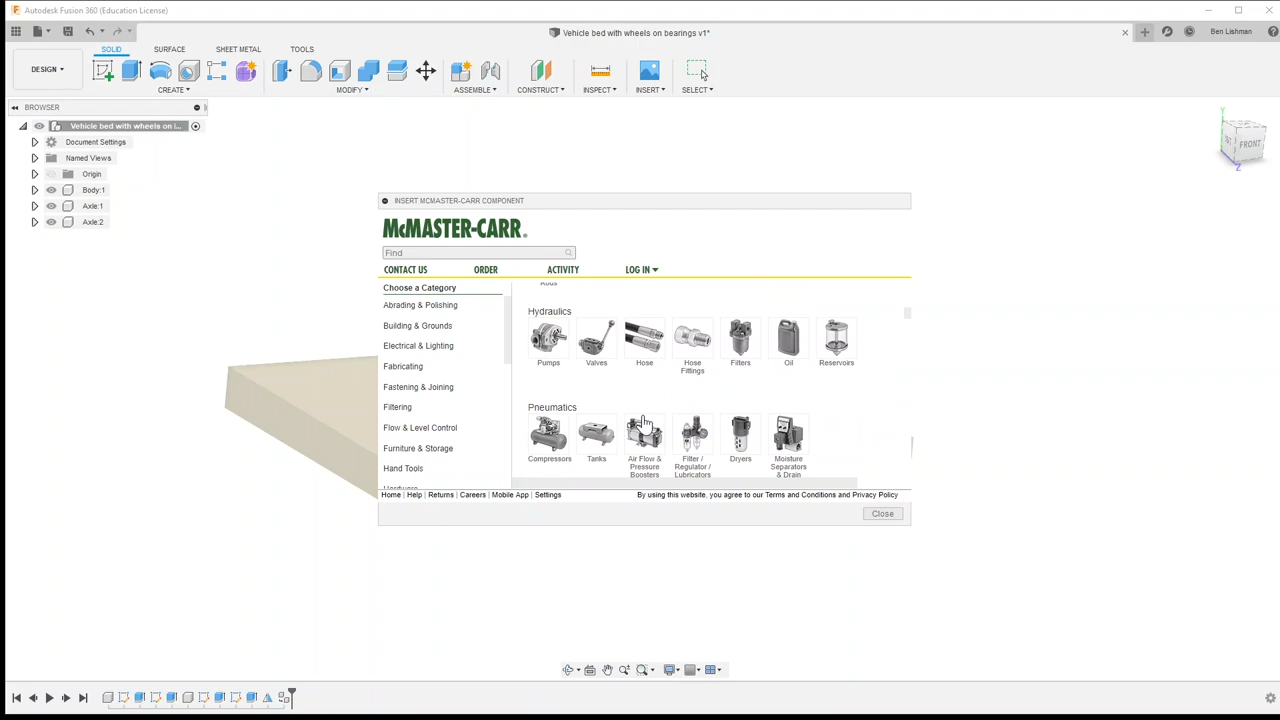 Autodesk Fusion 360 (Education License)
Vehicle bed with wheels on bearings v1*
Ben Lishman
DESIGN
SOLID
SURFACE
SHEET METAL
TOOLS
CREATE
MODIFY
ASSEMBLE
CONSTRUCT
INSPECT
INSERT
SELECT
BROWSER
Vehicle bed with wheels on l...
Document Settings
Named Views
Origin
Body:1
Axle:1
Axle:2
FRONT
INSERT MCMASTER-CARR COMPONENT
McMASTER-CARR
Find
CONTACT US
ORDER
ACTIVITY
LOG IN
Choose a Category
Abrading & Polishing
Building & Grounds
Electrical & Lighting
Fabricating
Fastening & Joining
Filtering
Flow & Level Control
Furniture & Storage
Hand Tools
Hardware
Rods
Hydraulics
Pumps
Valves
Hose
Hose
Fittings
Filters
Oil
Reservoirs
Pneumatics
Compressors
Tanks
Air Flow &
Pressure
Boosters
Filter /
Regulator /
Lubricators
Dryers
Moisture
Separators
& Drain
Home | Help | Returns | Careers | Mobile App | Settings
By using this website, you agree to our Terms and Conditions and Privacy Policy
Close